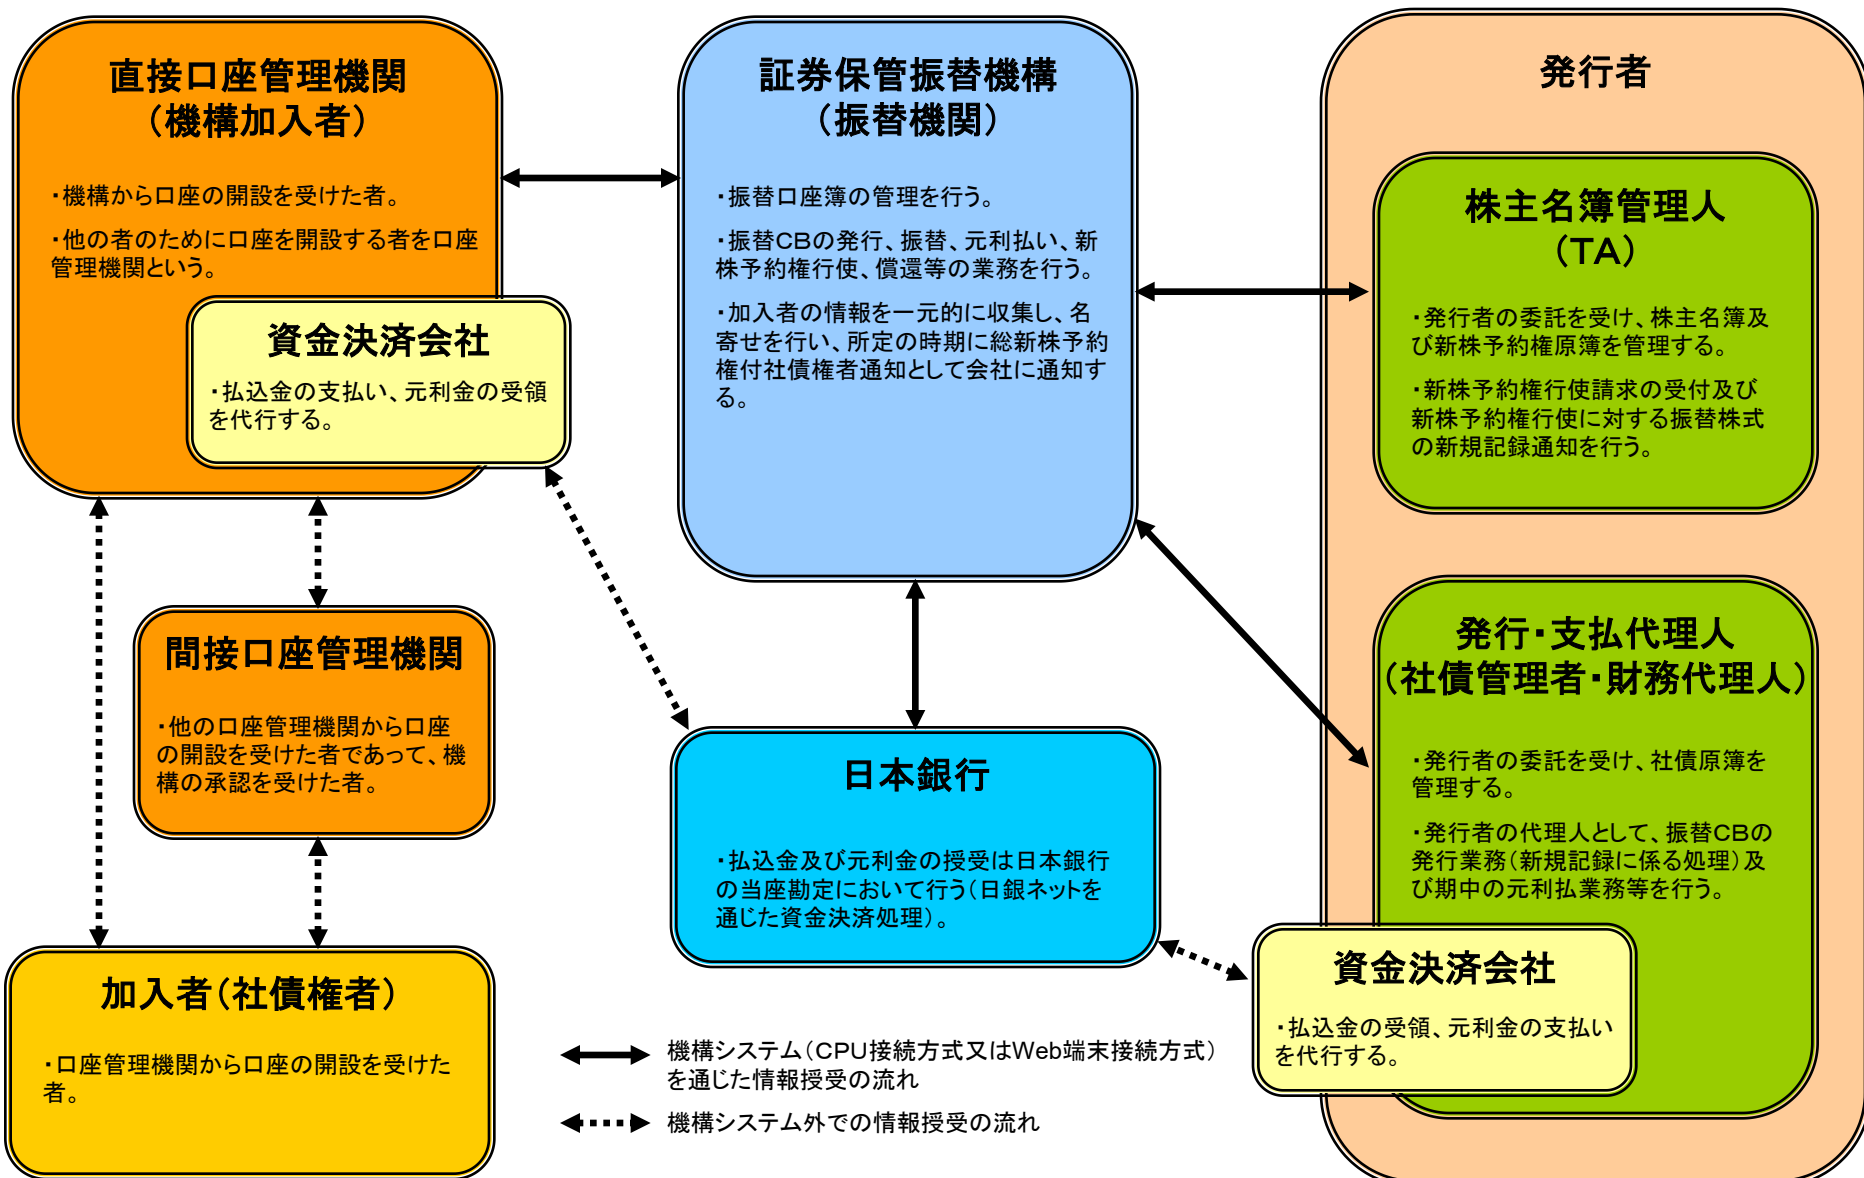 直接口座管理機関
（機構加入者）
・機構から口座の開設を受けた者。
・他の者のために口座を開設する者を口座
管理機関という。
資金決済会社
・払込金の支払い、元利金の受領
を代行する。
証券保管振替機構
（振替機関）
・振替口座簿の管理を行う。
・振替CBの発行、振替、元利払い、新
株予約権行使、償還等の業務を行う。
・加入者の情報を一元的に収集し、名
寄せを行い、所定の時期に総新株予約
権付社債権者通知として会社に通知す
る。
発行者
株主名簿管理人
（TA）
・発行者の委託を受け、株主名簿及
び新株予約権原簿を管理する。
・新株予約権行使請求の受付及び
新株予約権行使に対する振替株式
の新規記録通知を行う。
間接口座管理機関
・他の口座管理機関から口座
の開設を受けた者であって、機
構の承認を受けた者。
日本銀行
・払込金及び元利金の授受は日本銀行
の当座勘定において行う（日銀ネットを
通じた資金決済処理）。
発行・支払代理人
（社債管理者・財務代理人）
・発行者の委託を受け、社債原簿を
管理する。
・発行者の代理人として、振替CBの
発行業務（新規記録に係る処理）及
び期中の元利払業務等を行う。
資金決済会社
・払込金の受領、元利金の支払い
を代行する。
加入者（社債権者）
・口座管理機関から口座の開設を受けた
者。
機構システム（CPU接続方式又はWeb端末接続方式）
を通じた情報授受の流れ
機構システム外での情報授受の流れ